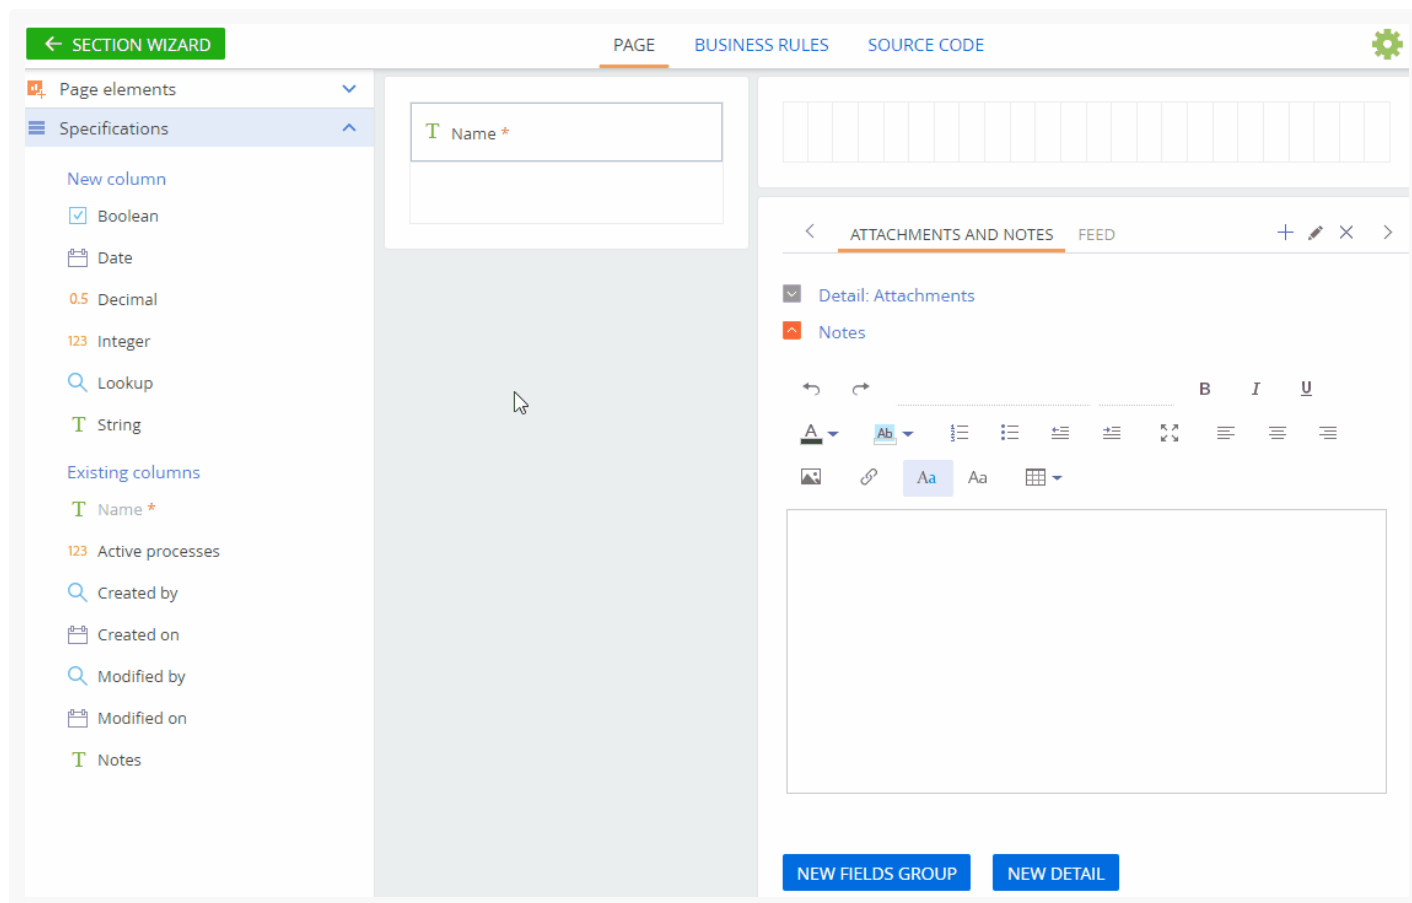 SECTION WIZARD
PAGE BUSINESS RULES SOURCE CODE
Page elements
Specifications
New column
Boolean
Date
0.5 Decimal
123 Integer
Lookup
T String
Existing columns
T Name *
123 Active processes
Created by
Created on
Modified by
Modified on
T Notes
T Name *
ATTACHMENTS AND NOTES FEED
Detail: Attachments
Notes
B I U
A Ab
Aa Aa
NEW FIELDS GROUP NEW DETAIL